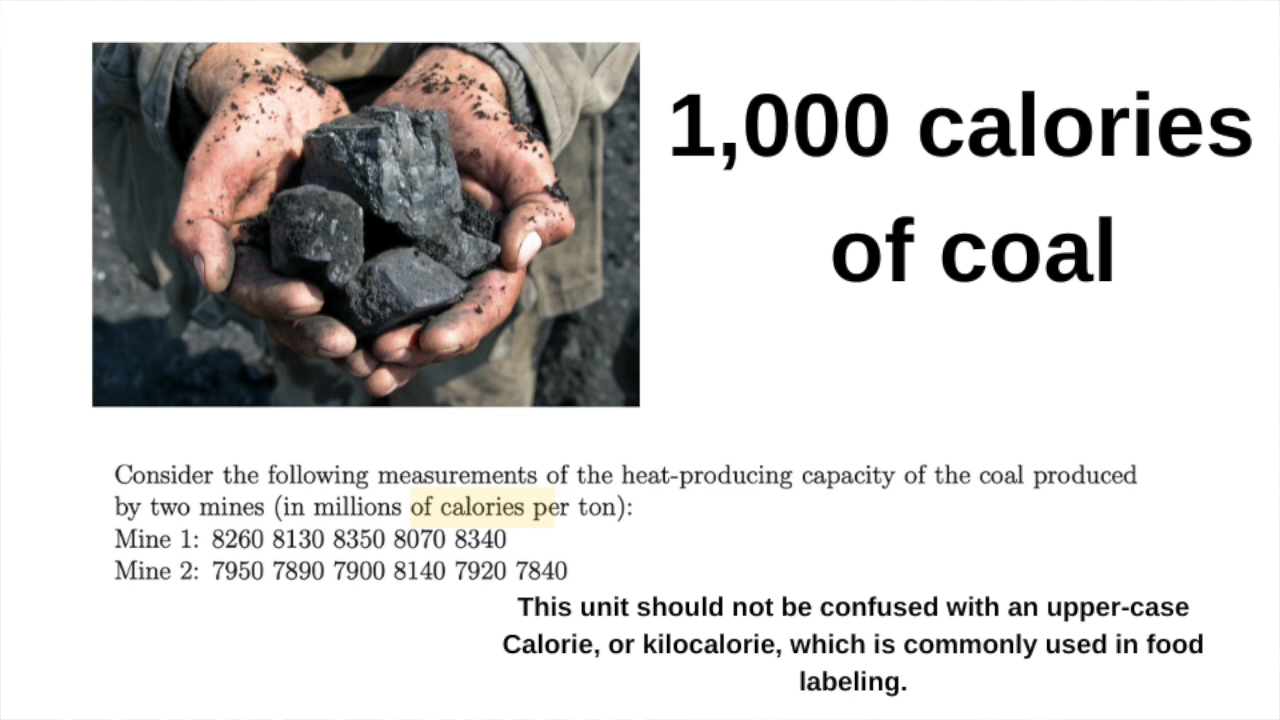 1,000 calories
of coal
Consider the following measurements of the heat-producing capacity of the coal produced
by two mines (in millions of calories per ton):
Mine 1: 8260 8130 8350 8070 8340
Mine 2: 7950 7890 7900 8140 7920 7840
This unit should not be confused with an upper-case
Calorie, or kilocalorie, which is commonly used in food
labeling.